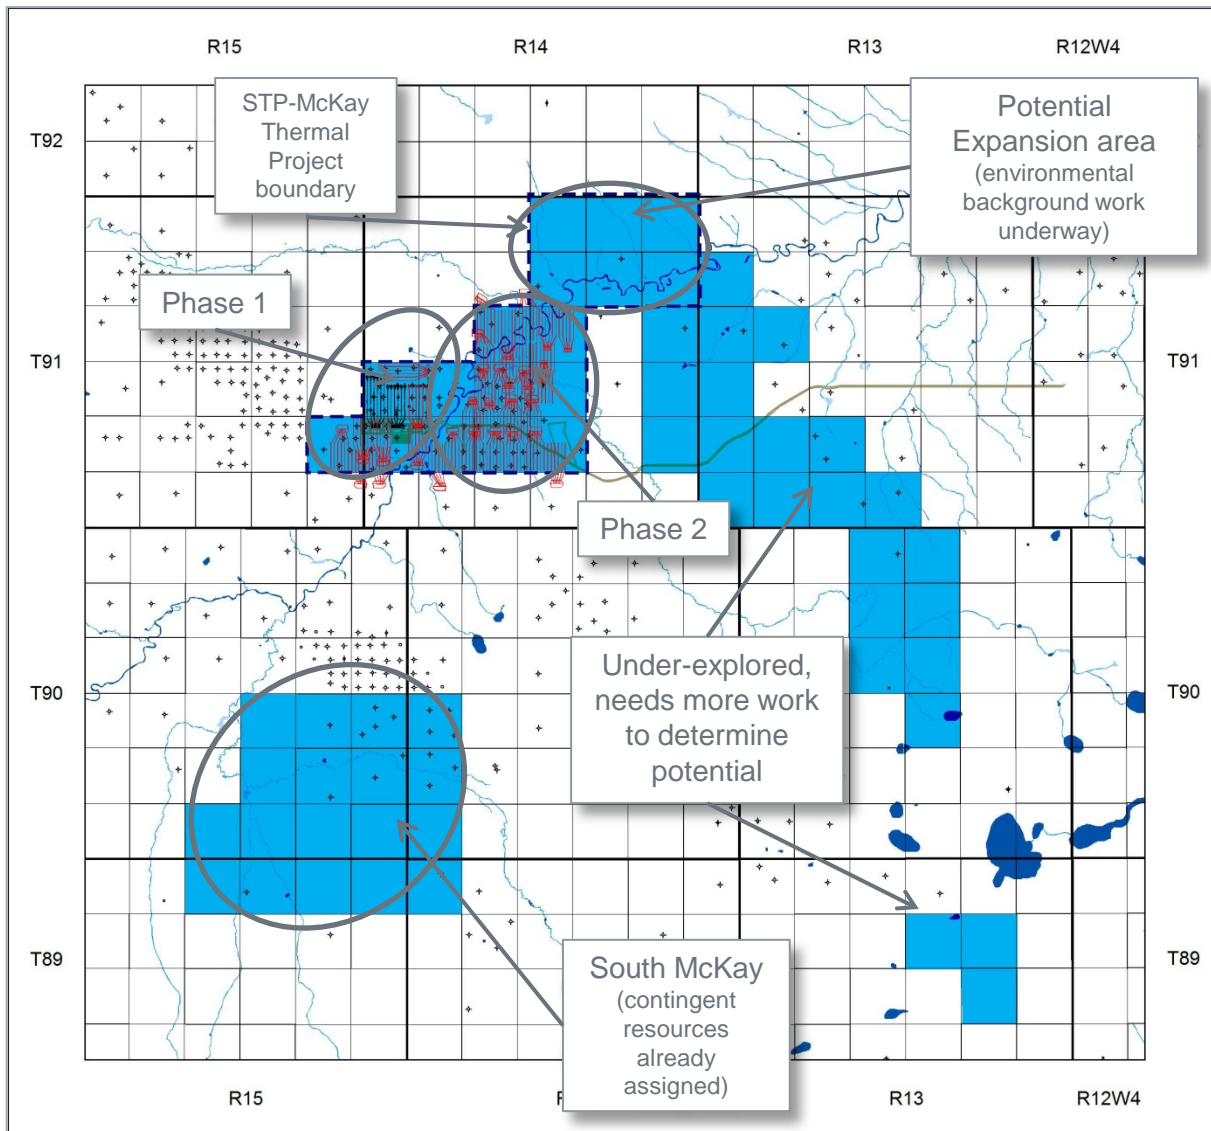 R15
R14
R13
R12W4
STP-McKay
Thermal
Project
boundary
Potential
Expansion area
(environmental
background work
underway)
T92
Phase 1
T91
T91
Phase 2
Under-explored,
needs more work
to determine
potential
T90
T90
South McKay
(contingent
resources
already
assigned)
T89
T89
R15
R13
R12W4